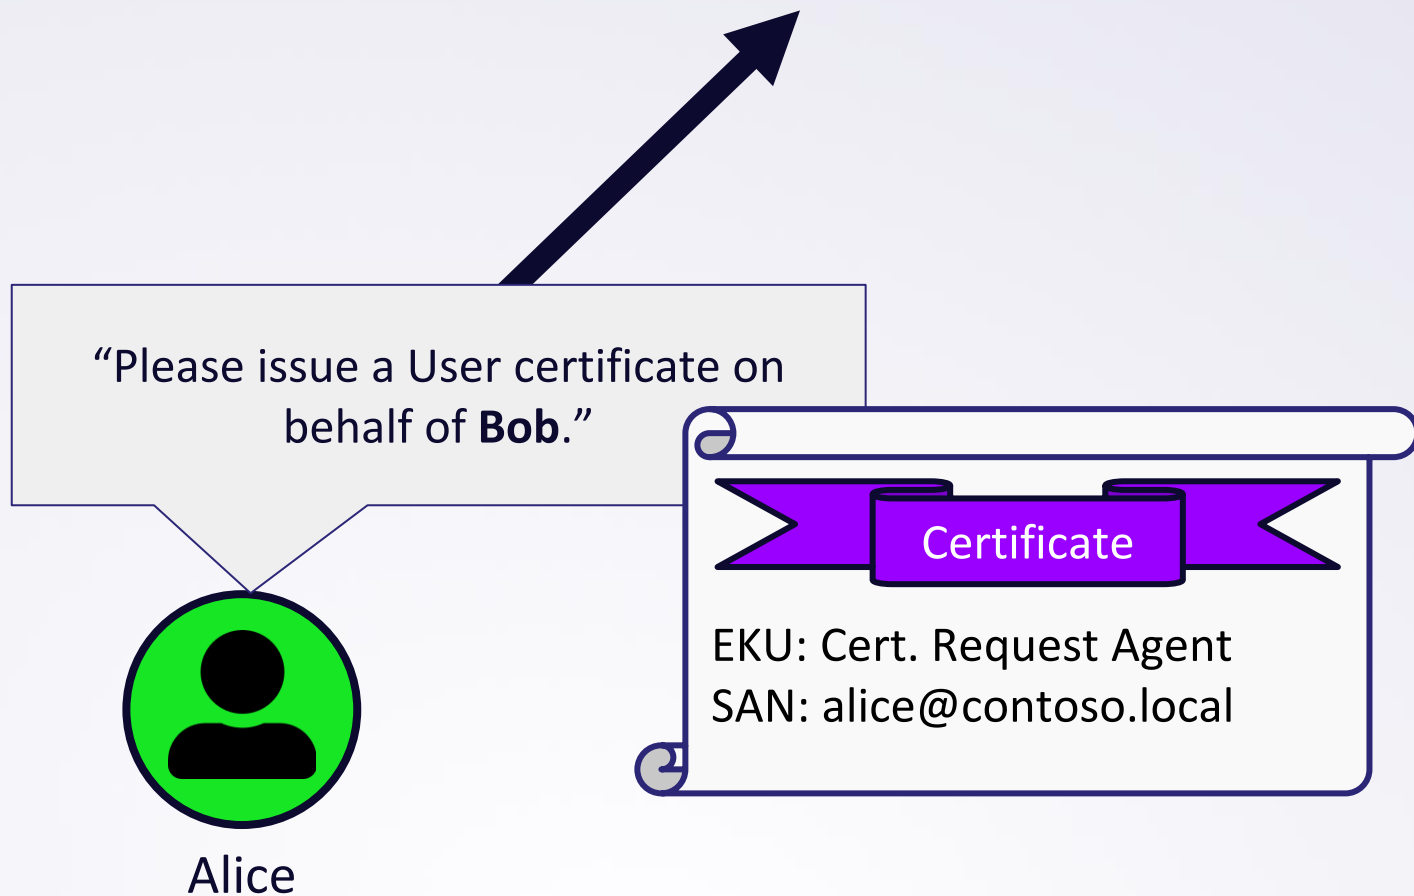 “Please issue a User certificate on
behalf of Bob.”
Certificate
EKU: Cert. Request Agent
SAN: alice@contoso.local
Alice